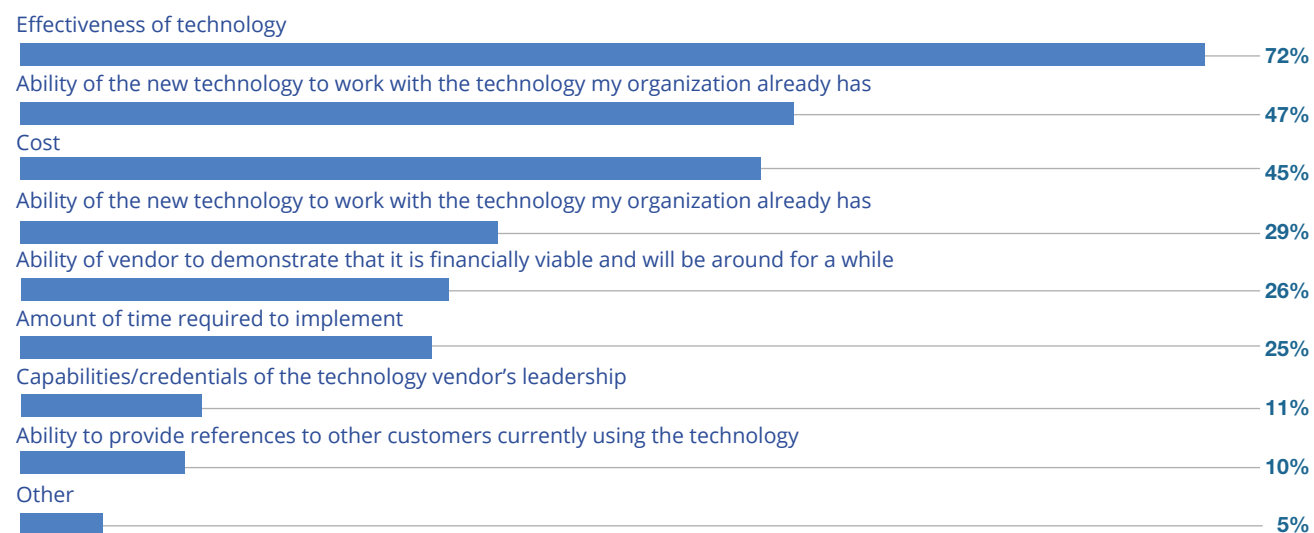 Effectiveness of technology
72%
Ability of the new technology to work with the technology my organization already has
47%
Cost
45%
Ability of the new technology to work with the technology my organization already has
29%
Ability of vendor to demonstrate that it is financially viable and will be around for a while
26%
Amount of time required to implement
25%
Capabilities/credentials of the technology vendor’s leadership
11%
Ability to provide references to other customers currently using the technology
10%
Other
5%